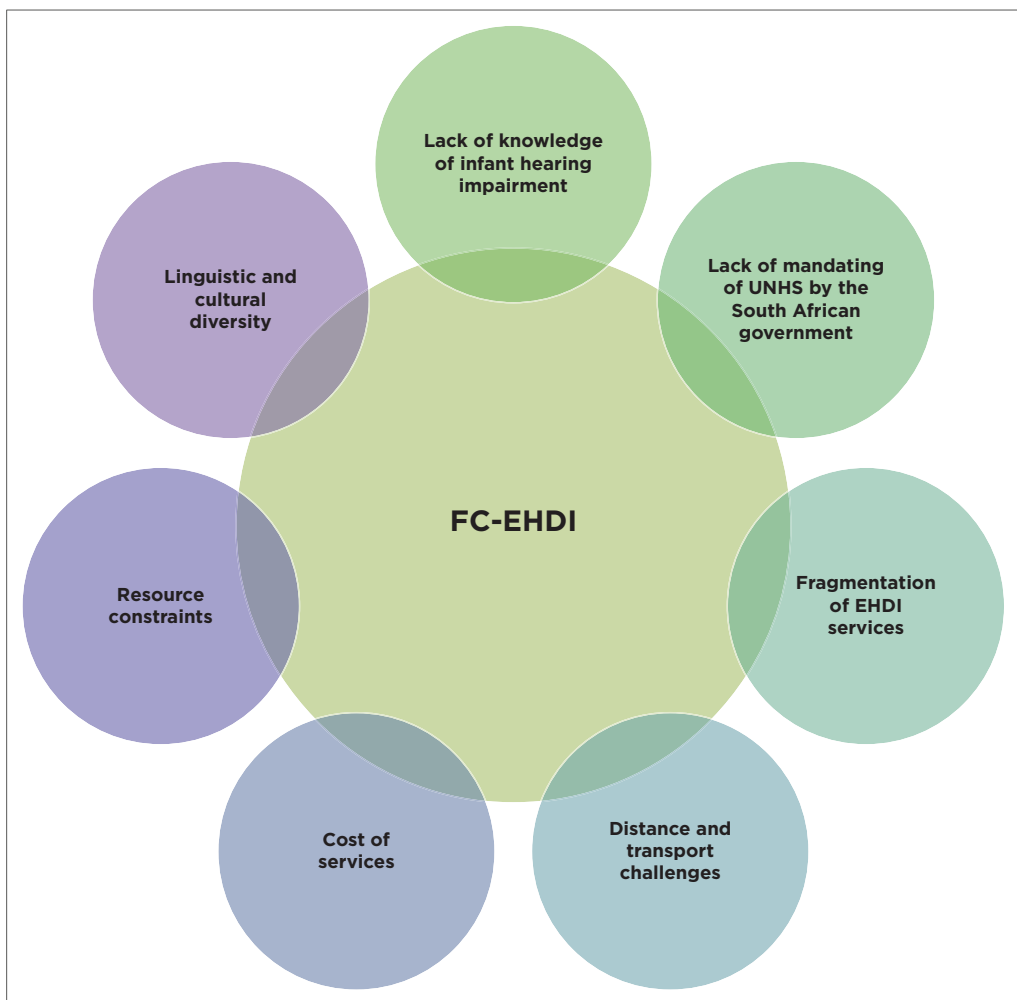 Lack of knowledge
of infant hearing
impairment
Lack of mandating
of UNHS by the
South African
government
Fragmentation
of EHDI
services
Distance and
transport
challenges
Cost of
services
Resource
constraints
Linguistic and
cultural
diversity
FC-EHDI